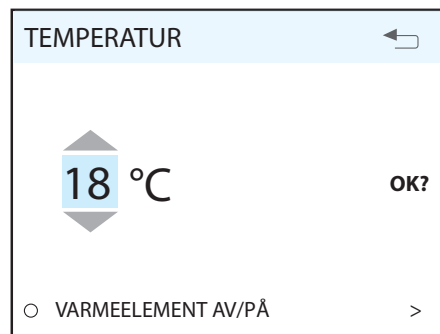 TEMPERATUR
18 °C
OK?
VARMEELEMENT AV/PÅ >